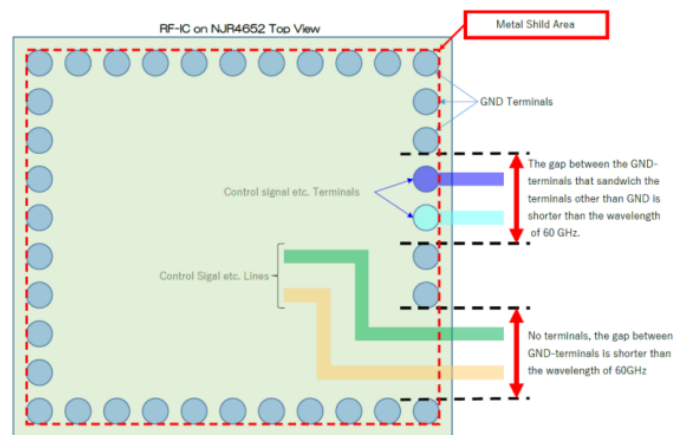 RF-IC on NJR4652 Top View
Metal Shild Area
GND Terminals
The gap between the GND-
terminals that sandwich the
terminals other than GND is
shorter than the wavelength
of 60 GHz.
Control signal etc. Terminals
Control Sigal etc. Lines
No terminals, the gap between
GND-terminals is shorter than
the wavelength of 60GHz